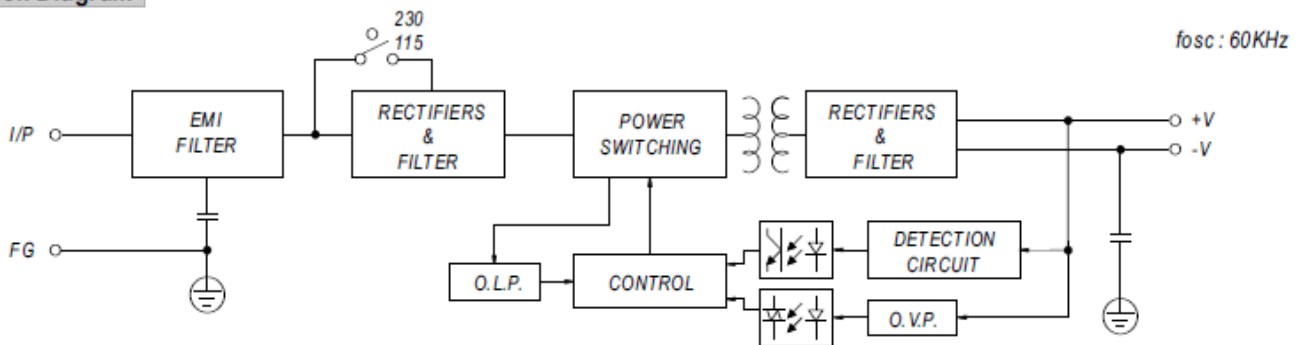 230
115
fosc : 60KHz
I/P
EMI
FILTER
RECTIFIERS
&
FILTER
POWER
SWITCHING
RECTIFIERS
&
FILTER
+V
-V
FG
O.L.P.
CONTROL
DETECTION
CIRCUIT
O.V.P.